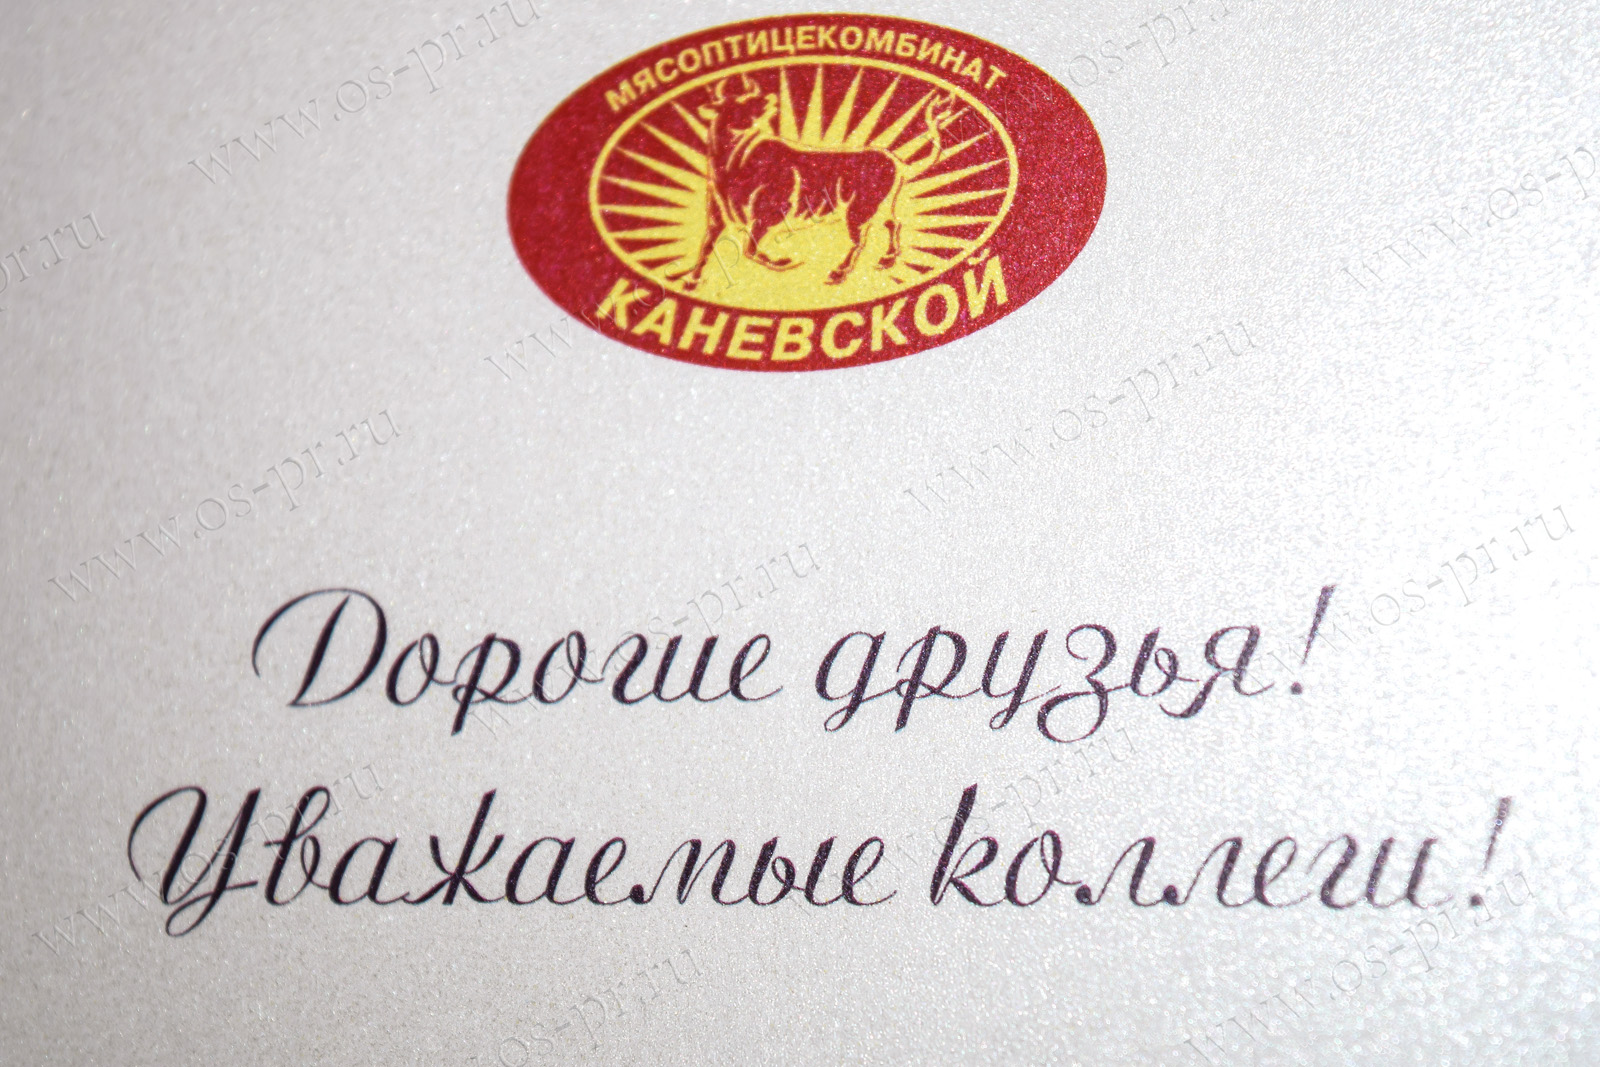 МЯСОПТИЦЕКОМБИНАТ
КАНЕВСКОЙ
Дорогие друзья!
Уважаемые коллеги!
www.os-pr.ru